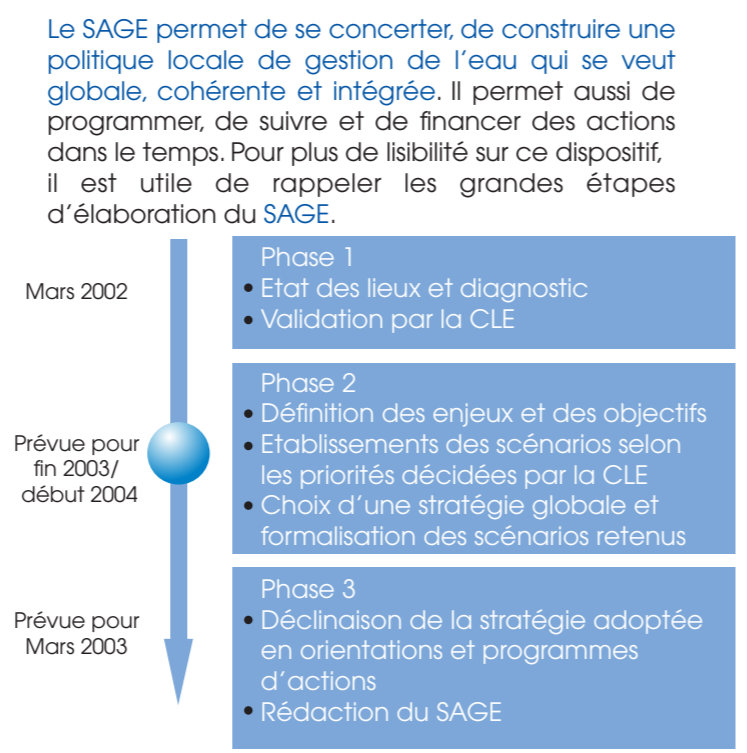 Le SAGE permet de se concerter, de construire une
politique locale de gestion de l'eau qui se veut
globale, cohérente et intégrée. Il permet aussi de
programmer, de suivre et de financer des actions
dans le temps. Pour plus de lisibilité sur ce dispositif,
il est utile de rappeler les grandes étapes
d'élaboration du SAGE.
Mars 2002
Phase 1
• Etat des lieux et diagnostic
• Validation par la CLE
Prévue pour
fin 2003/
début 2004
Phase 2
• Définition des enjeux et des objectifs
• Etablissements des scénarios selon
les priorités décidées par la CLE
• Choix d'une stratégie globale et
formalisation des scénarios retenus
Prévue pour
Mars 2003
Phase 3
• Déclinaison de la stratégie adoptée
en orientations et programmes
d'actions
• Rédaction du SAGE